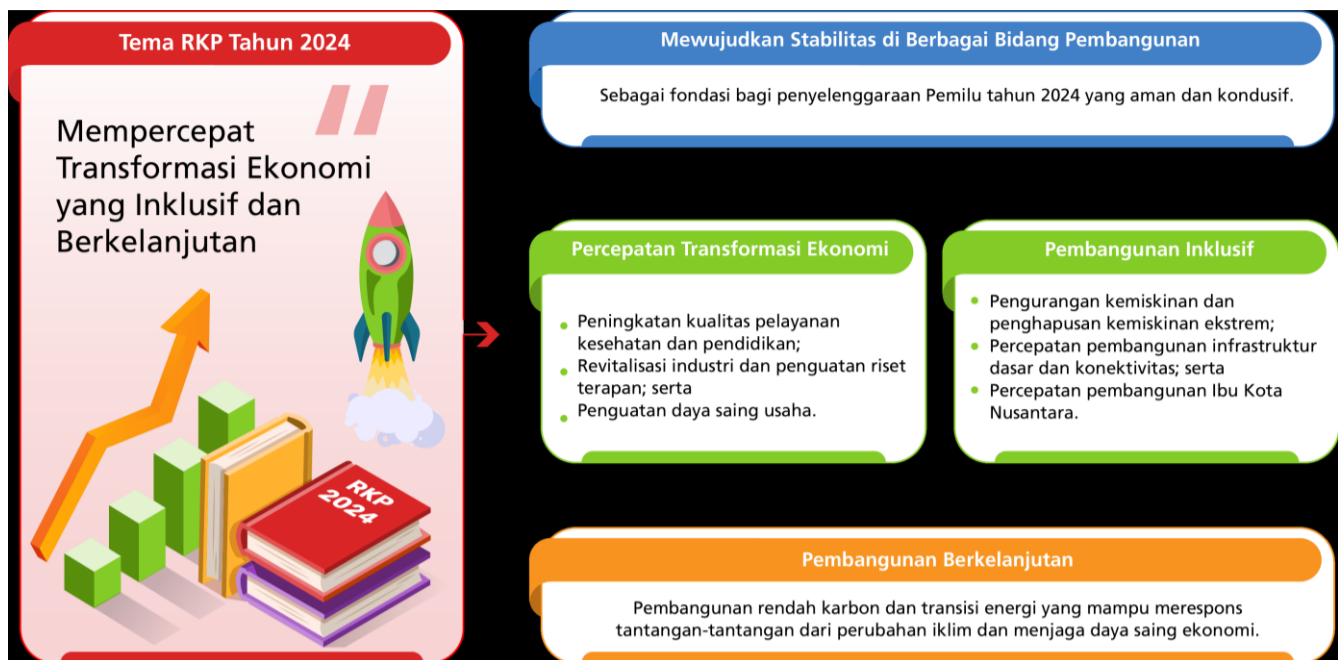 Tema RKP Tahun 2024
Mempercepat
Transformasi Ekonomi
yang Inklusif dan
Berkelanjutan
RKP
2024
Mewujudkan Stabilitas di Berbagai Bidang Pembangunan
Sebagai fondasi bagi penyelenggaraan Pemilu tahun 2024 yang aman dan kondusif.
Percepatan Transformasi Ekonomi
• Peningkatan kualitas pelayanan
kesehatan dan pendidikan;
• Revitalisasi industri dan penguatan riset
terapan; serta
• Penguatan daya saing usaha.
Pembangunan Inklusif
• Pengurangan kemiskinan dan
penghapusan kemiskinan ekstrem;
• Percepatan pembangunan infrastruktur
dasar dan konektivitas; serta
• Percepatan pembangunan Ibu Kota
Nusantara.
Pembangunan Berkelanjutan
Pembangunan rendah karbon dan transisi energi yang mampu merespons
tantangan-tantangan dari perubahan iklim dan menjaga daya saing ekonomi.